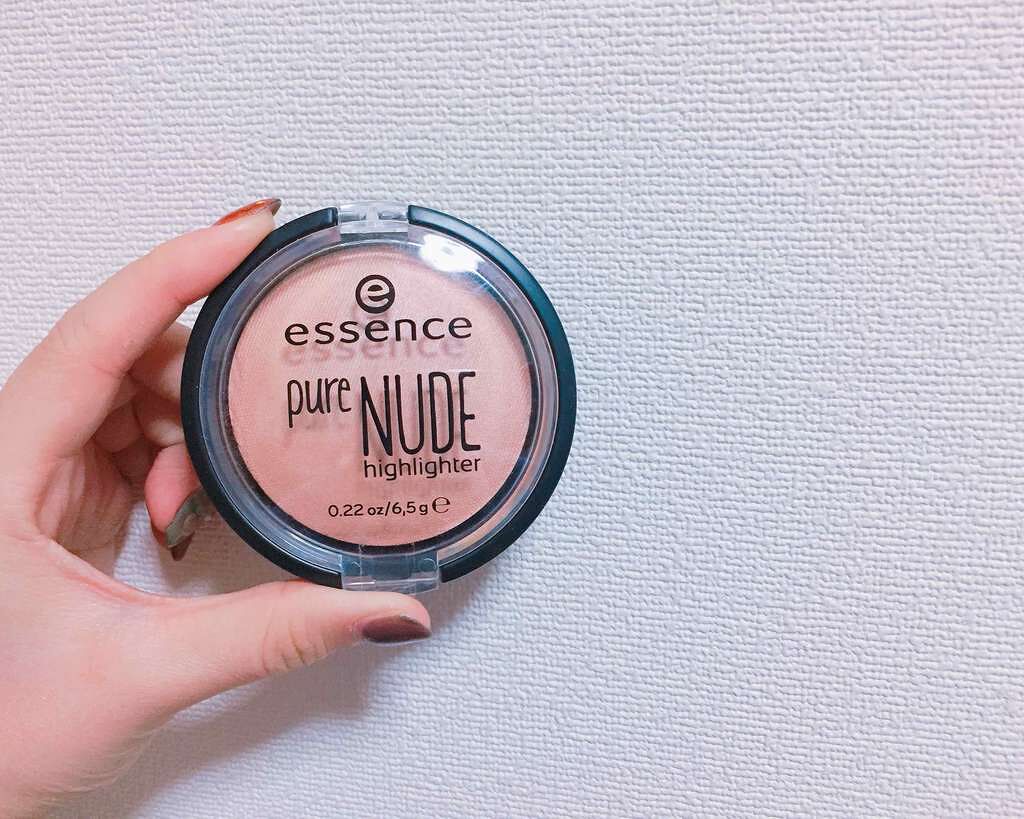 e
essence
pure NUDE
highlighter
0.22 oz/6,5 g ℮